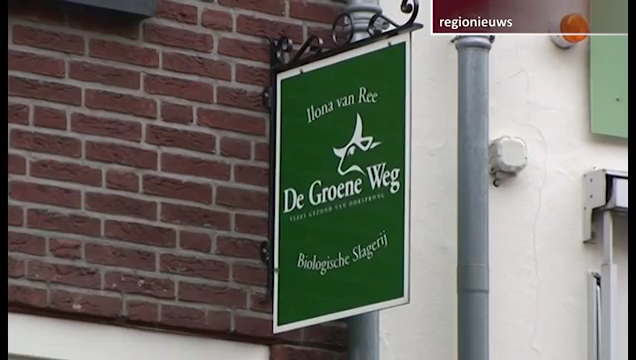 regionieuws
Ilona van Ree
De Groene Weg
VLEES GEZOND VAN OORSPRONG
Biologische Slagerij